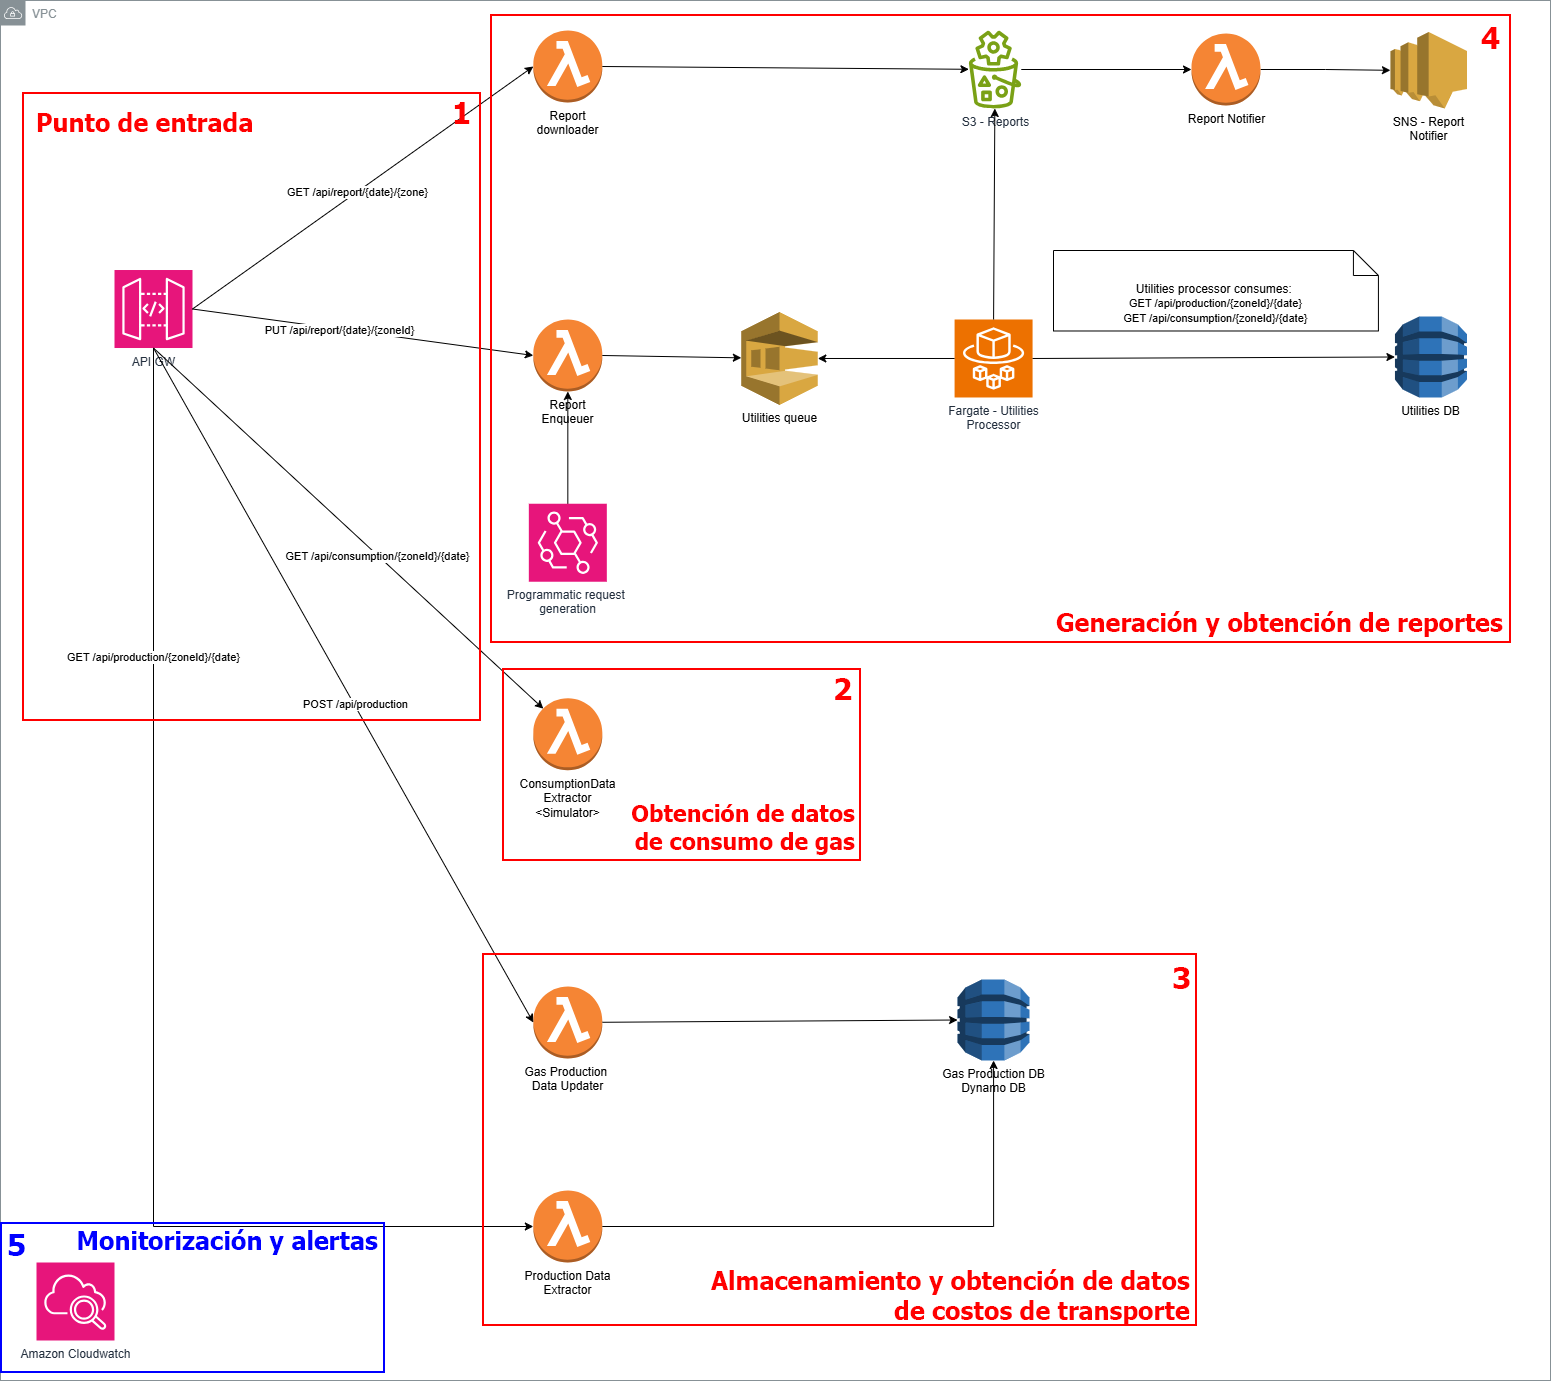 VPC
Punto de entrada
1
GET /api/report/{date}/{zone}
API GW
PUT /api/report/{date}/{zoneId}
GET /api/consumption/{zoneId}/{date}
GET /api/production/{zoneId}/{date}
POST /api/production
4
Report
downloader
S3 - Reports
Report Notifier
SNS - Report
Notifier
Utilities processor consumes:
GET /api/production/{zoneId}/{date}
GET /api/consumption/{zoneId}/{date}
Report
Enqueuer
Utilities queue
Fargate - Utilities
Processor
Utilities DB
Programmatic request
generation
Generación y obtención de reportes
2
ConsumptionData
Extractor
<Simulator>
Obtención de datos
de consumo de gas
3
Gas Production
Data Updater
Gas Production DB
Dynamo DB
Production Data
Extractor
Almacenamiento y obtención de datos
de costos de transporte
5
Monitorización y alertas
Amazon Cloudwatch